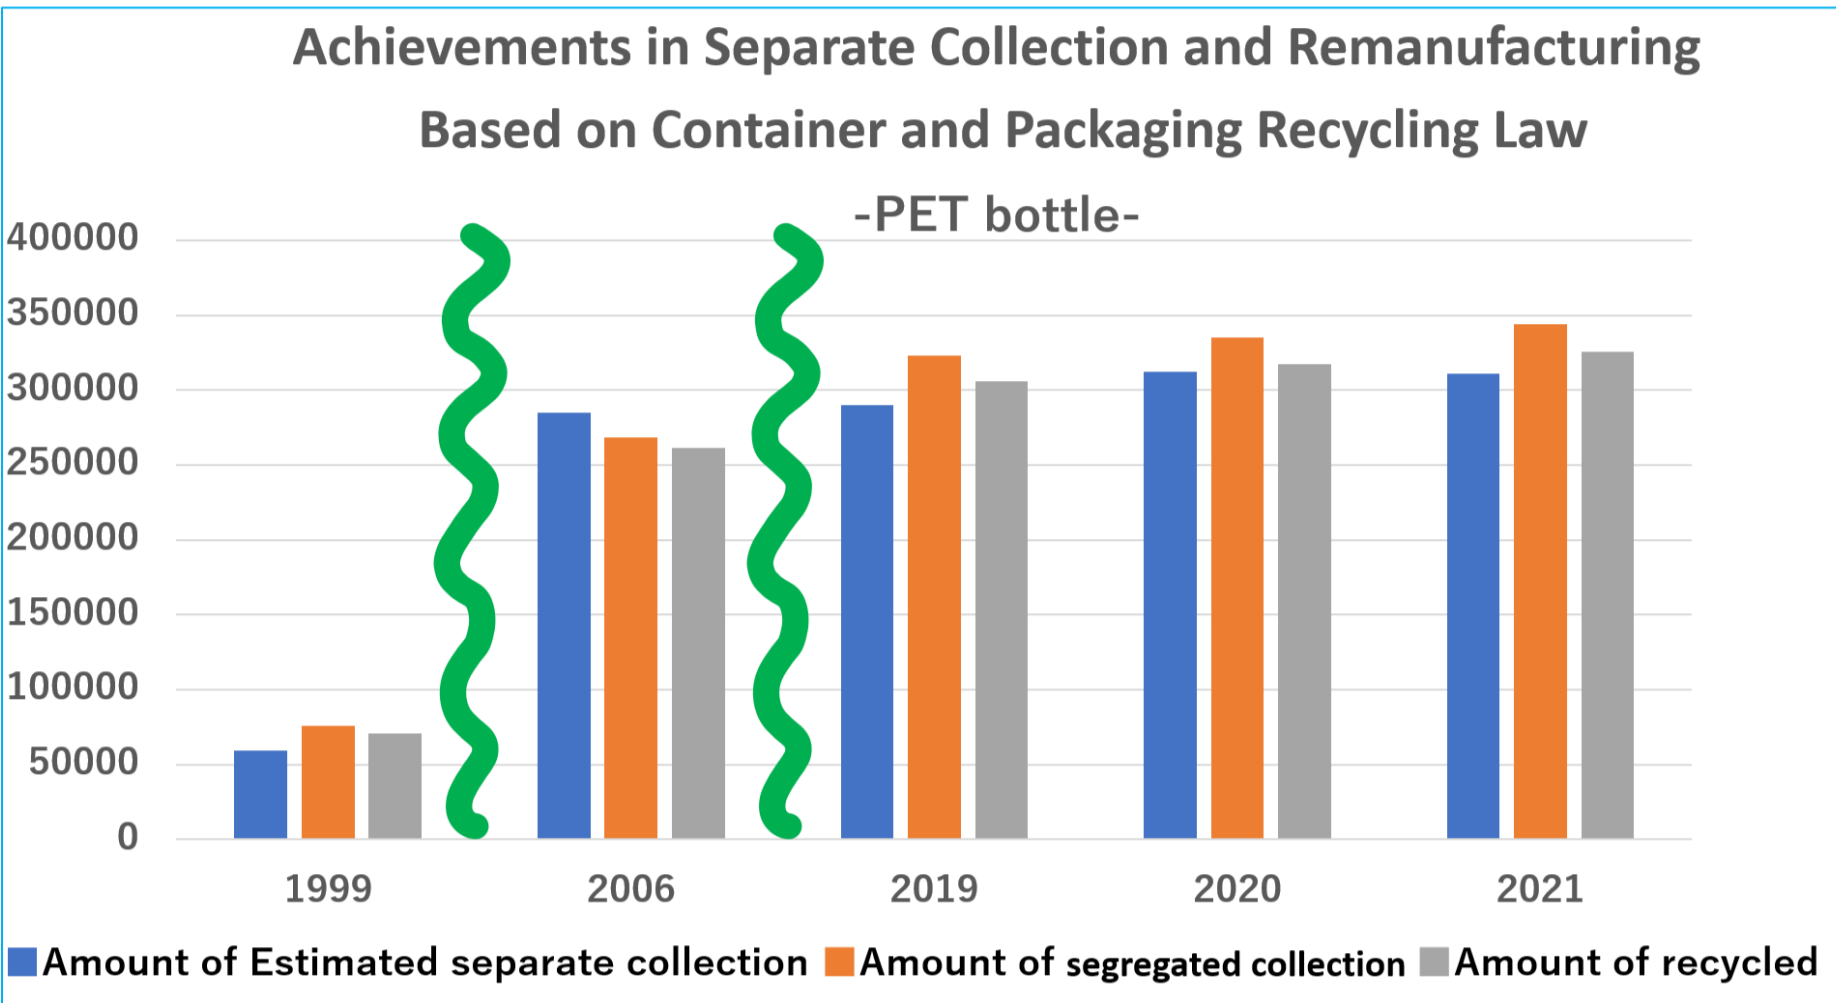 Achievements in Separate Collection and Remanufacturing
Based on Container and Packaging Recycling Law
-PET bottle-
400000
350000
300000
250000
200000
150000
100000
50000
0
1999 2006 2019 2020 2021
Amount of Estimated separate collection Amount of segregated collection Amount of recycled